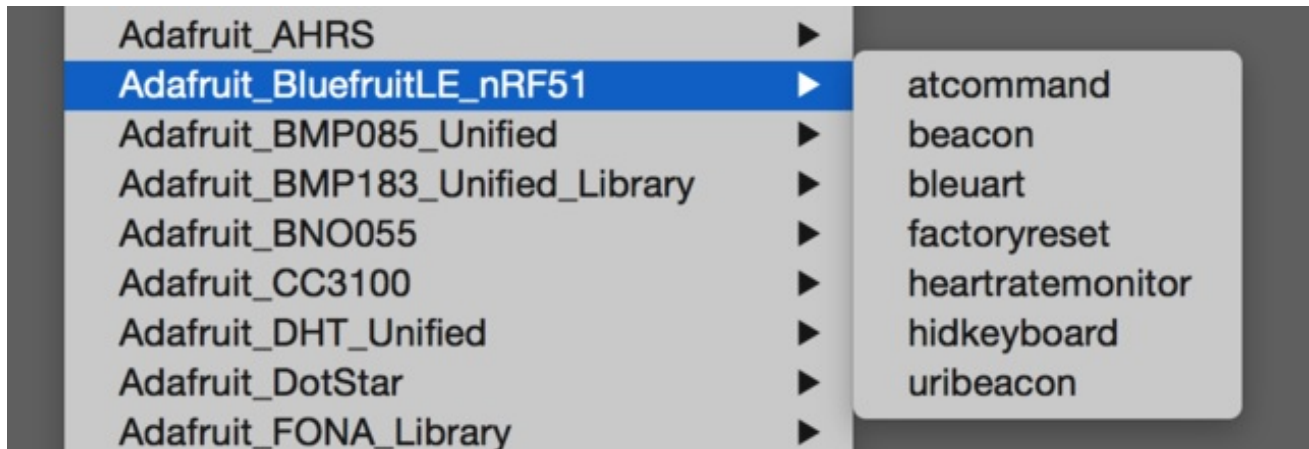 Adafruit_AHRS
Adafruit_BluefruitLE_nRF51
Adafruit_BMP085_Unified
Adafruit_BMP183_Unified_Library
Adafruit_BNO055
Adafruit_CC3100
Adafruit_DHT_Unified
Adafruit_DotStar
Adafruit_FONA_Library
atcommand
beacon
bleuart
factoryreset
heartratemonitor
hidkeyboard
uribeacon